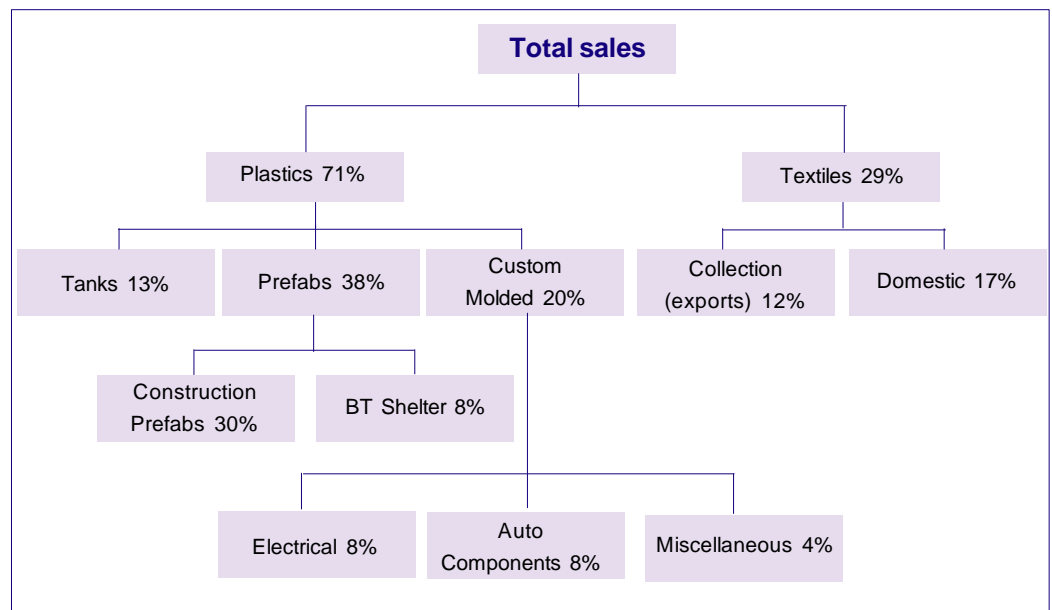 Total sales
Plastics 71%
Textiles 29%
Tanks 13%
Prefabs 38%
Custom
Molded 20%
Collection
(exports) 12%
Domestic 17%
Construction
Prefabs 30%
BT Shelter 8%
Electrical 8%
Auto
Components 8%
Miscellaneous 4%